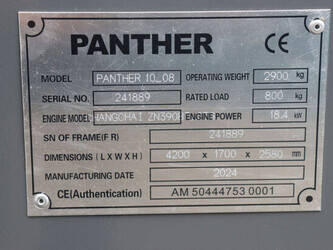 PANTHER CE
MODEL PANTHER 10_08 OPERATING WEIGHT 2900 kg
SERIAL NO. 241889 RATED LOAD 800 kg
ENGINE MODEL HANGCHAI ZN390B ENGINE POWER 18.4 kW
SN OF FRAME(F R) 241889
DIMENSIONS (L X W X H) 4200 x 1700 x 2580 mm
MANUFACTURING DATE 2024
CE(Authentication) AM 50444753 0001